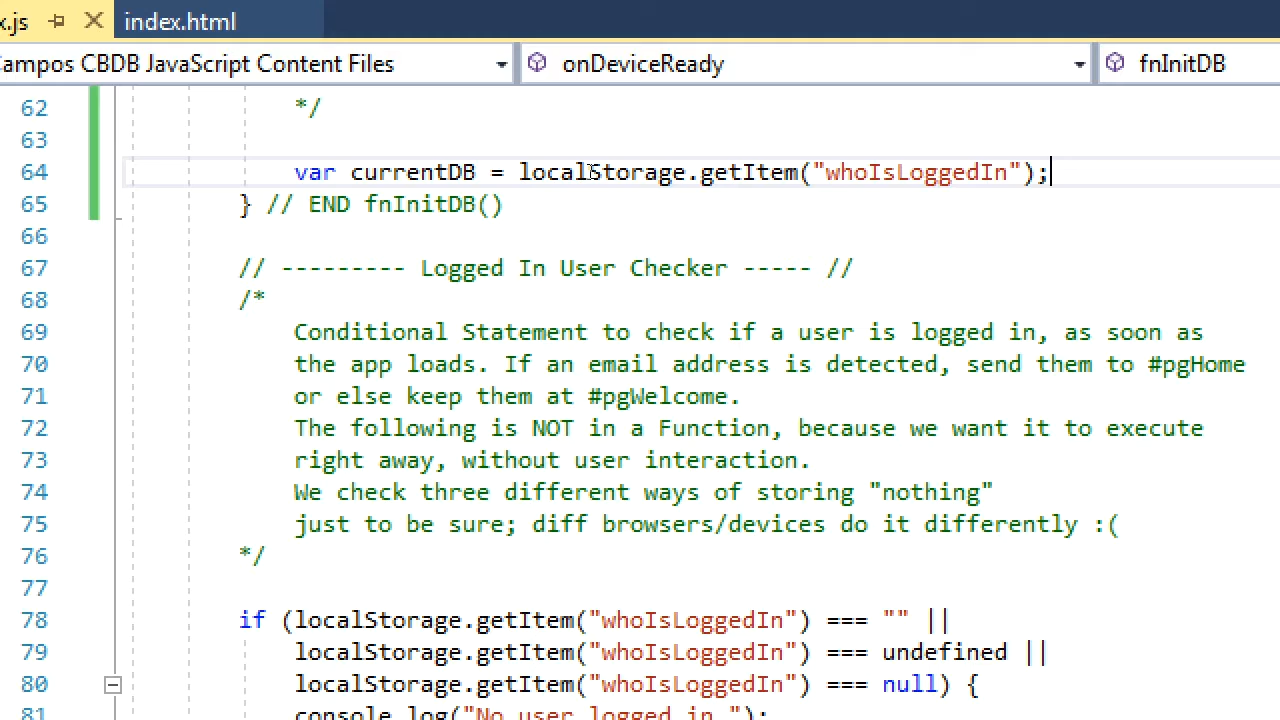 x.js index.html
ampos CBDB JavaScript Content Files onDeviceReady fnInitDB
62 */
63
64 var currentDB = localStorage.getItem("whoIsLoggedIn");
65 } // END fnInitDB()
66
67 // --------- Logged In User Checker ----- //
68 /*
69 Conditional Statement to check if a user is logged in, as soon as
70 the app loads. If an email address is detected, send them to #pgHome
71 or else keep them at #pgWelcome.
72 The following is NOT in a Function, because we want it to execute
73 right away, without user interaction.
74 We check three different ways of storing "nothing"
75 just to be sure; diff browsers/devices do it differently :(
76 */
77
78 if (localStorage.getItem("whoIsLoggedIn") === "" ||
79 localStorage.getItem("whoIsLoggedIn") === undefined ||
80 localStorage.getItem("whoIsLoggedIn") === null) {
81 console.log("No user logged in.");